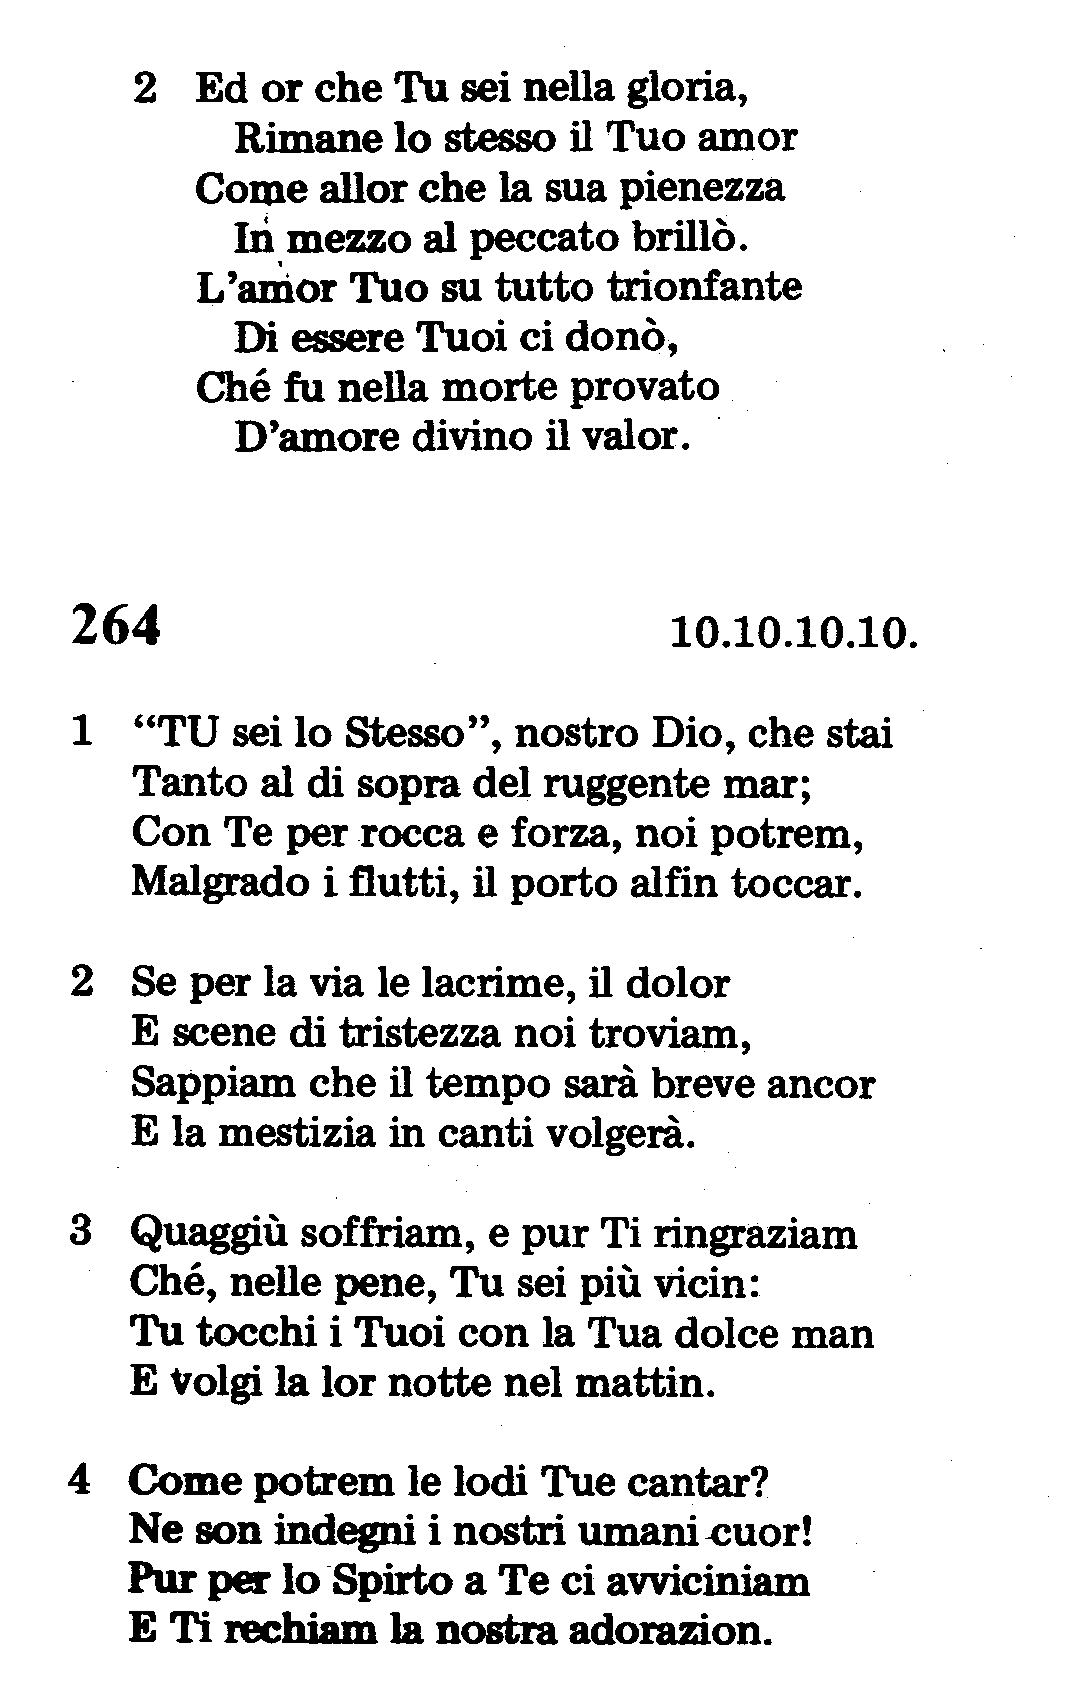 2 Ed or che Tu sei nella gloria,
Rimane lo stesso il Tuo amor
Come allor che la sua pienezza
In mezzo al peccato brillò.
L'amor Tuo su tutto trionfante
Di essere Tuoi ci donò,
Ché fu nella morte provato
D'amore divino il valor.
264 10.10.10.10.
1 “TU sei lo Stesso”, nostro Dio, che stai
Tanto al di sopra del ruggente mar;
Con Te per rocca e forza, noi potrem,
Malgrado i flutti, il porto alfin toccar.
2 Se per la via le lacrime, il dolor
E scene di tristezza noi troviam,
Sappiam che il tempo sarà breve ancor
E la mestizia in canti volgerà.
3 Quaggiù soffriam, e pur Ti ringraziam
Ché, nelle pene, Tu sei più vicin:
Tu tocchi i Tuoi con la Tua dolce man
E volgi la lor notte nel mattin.
4 Come potrem le lodi Tue cantar?
Ne son indegni i nostri umani cuor!
Pur per lo Spirto a Te ci avviciniam
E Ti rechiam la nostra adorazion.